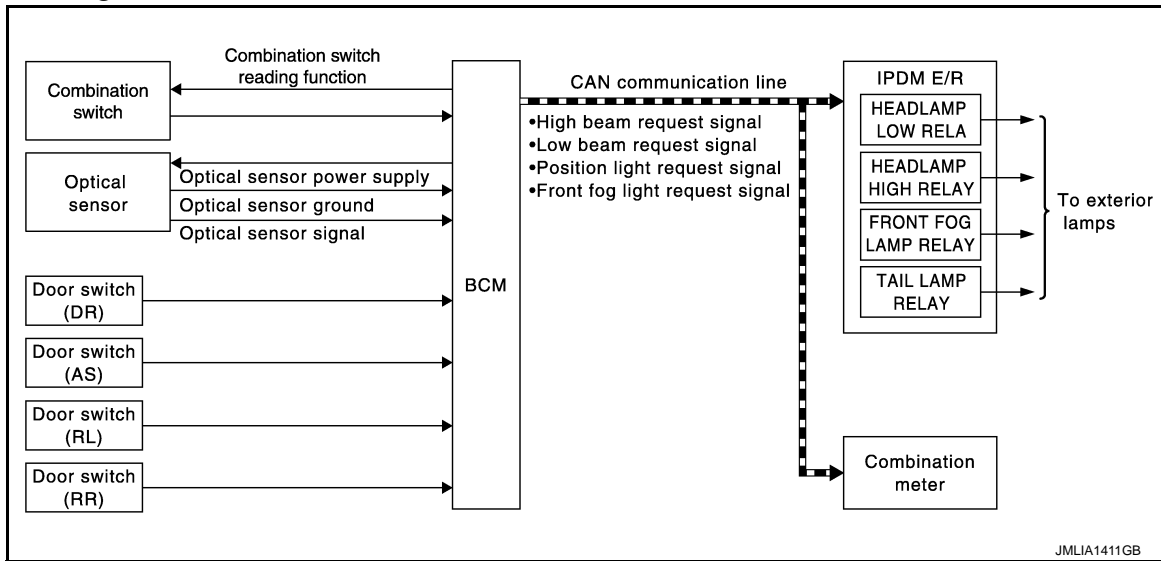 Combination switch
reading function
Combination
switch
Optical
sensor
Optical sensor power supply
Optical sensor ground
Optical sensor signal
Door switch
(DR)
Door switch
(AS)
Door switch
(RL)
Door switch
(RR)
BCM
CAN communication line
•High beam request signal
•Low beam request signal
•Position light request signal
•Front fog light request signal
IPDM E/R
HEADLAMP
LOW RELA
HEADLAMP
HIGH RELAY
FRONT FOG
LAMP RELAY
TAIL LAMP
RELAY
To exterior
lamps
Combination
meter
JMLIA1411GB